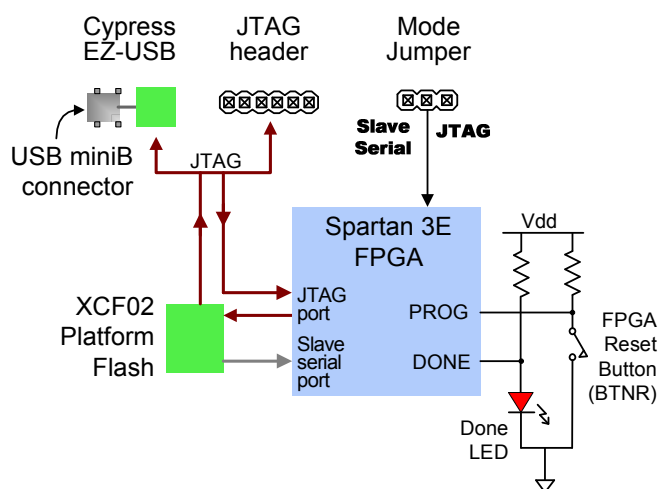 Cypress
EZ-USB
JTAG
header
Mode
Jumper
Slave
Serial
JTAG
USB miniB
connector
JTAG
Spartan 3E
FPGA
Vdd
JTAG
port
PROG
XCF02
Platform
Flash
Slave
serial
port
DONE
FPGA
Reset
Button
(BTNR)
Done
LED